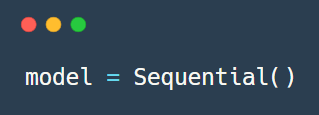 model = Sequential()